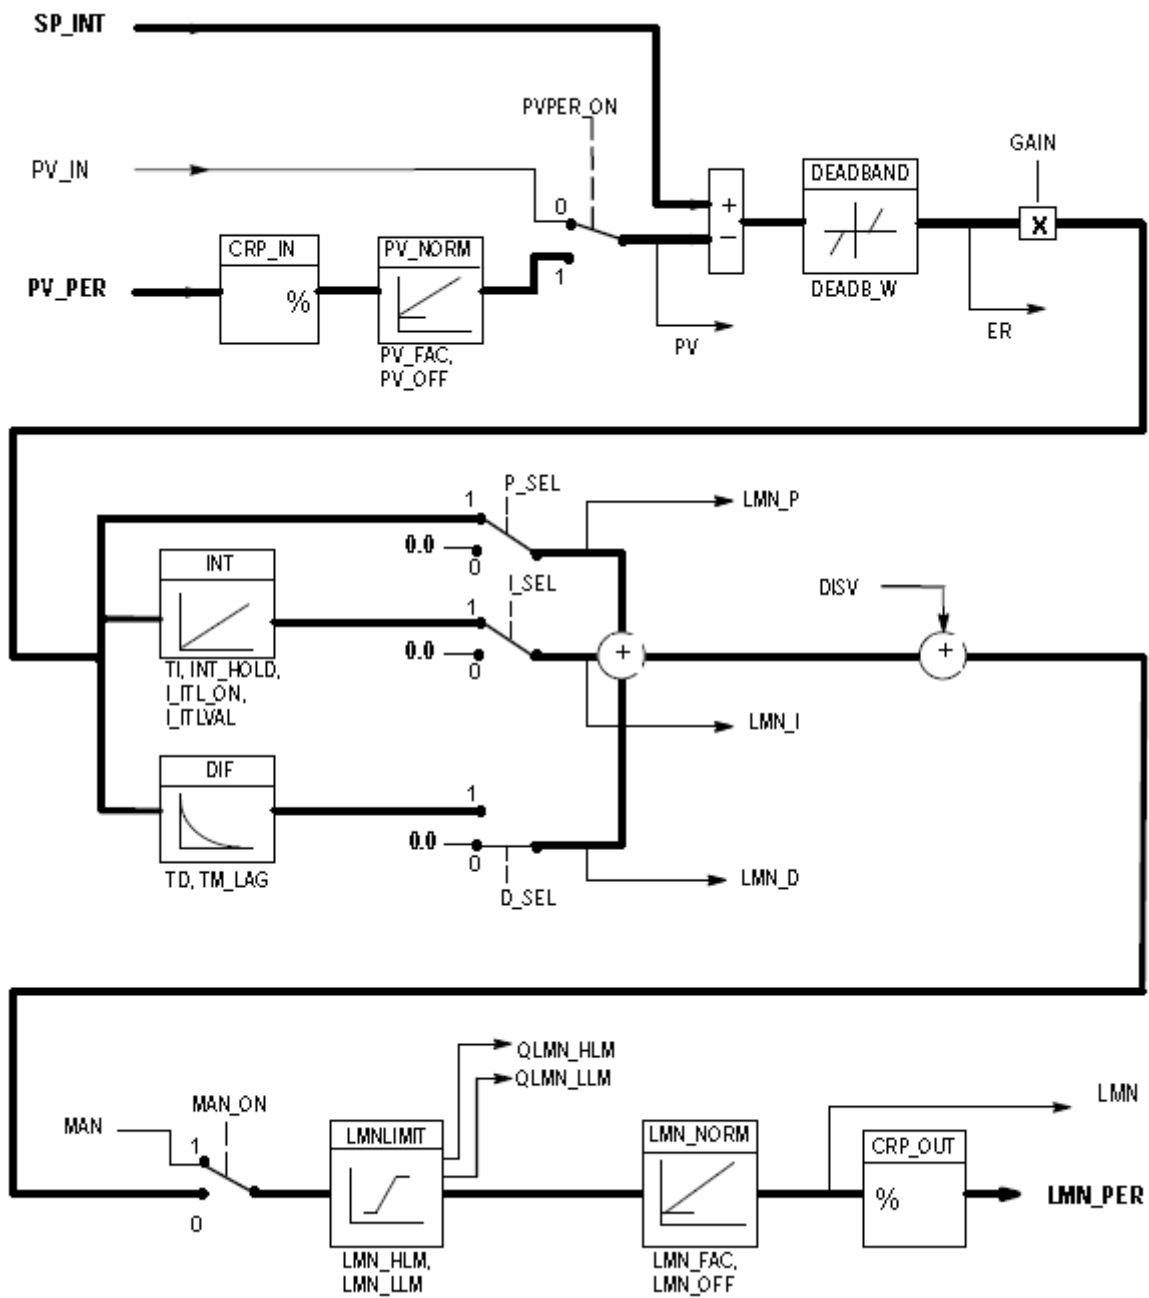 SP_INT
PVPER_ON
GAIN
PV_IN
DEADBAND
0
+
X
CRP_IN
PV_NORM
−
PV_PER
%
1
DEADB_W
PV
ER
PV_FAC,
PV_OFF
P_SEL
1
LMN_P
0.0
0
INT
I_SEL
1
DISV
0.0
+
+
0
TI, INT_HOLD,
I_ITL_ON,
I_ITLVAL
LMN_I
DIF
1
0.0
0
TD, TM_LAG
LMN_D
D_SEL
QLMN_HLM
QLMN_LLM
MAN_ON
LMN
MAN
LMNLIMIT
LMN_NORM
1
CRP_OUT
%
LMN_PER
0
LMN_HLM,
LMN_LLM
LMN_FAC,
LMN_OFF